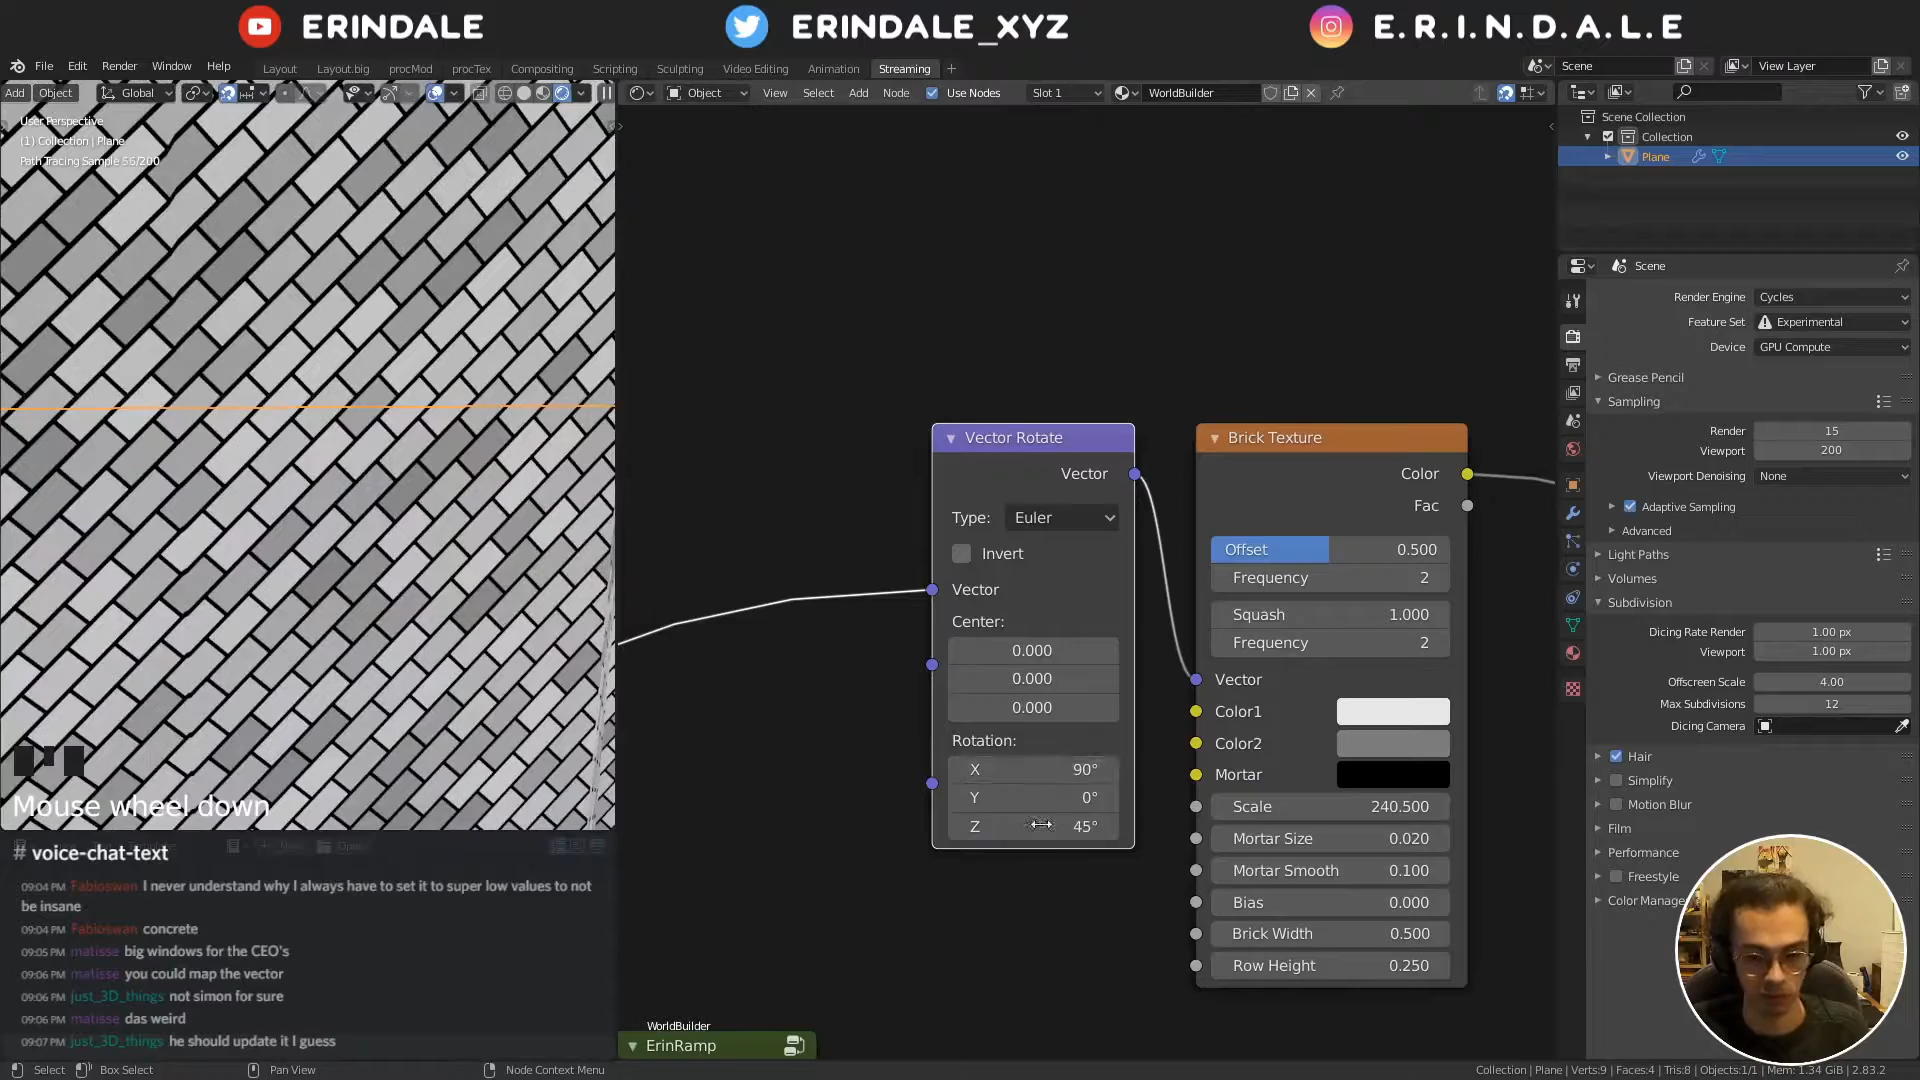 ERINDALE
ERINDALE_XYZ
E.R.I.N.D.A.L.E
File Edit Render Window Help
Layout Layout.big procMod procTex Compositing Scripting Sculpting Video Editing Animation Streaming +
Scene
View Layer
Add Object Global
Object View Select Add Node Use Nodes Slot 1 WorldBuilder
User Perspective
(1) Collection | Plane
Path Tracing Sample 56/200
Scene Collection
Collection
Plane
Scene
Render Engine Cycles
Feature Set Experimental
Device GPU Compute
Grease Pencil
Sampling
Render 15
Viewport 200
Viewport Denoising None
Adaptive Sampling
Advanced
Light Paths
Volumes
Subdivision
Dicing Rate Render 1.00 px
Viewport 1.00 px
Offscreen Scale 4.00
Max Subdivisions 12
Dicing Camera
Hair
Simplify
Motion Blur
Film
Performance
Freestyle
Color Manage
Vector Rotate
Vector
Type: Euler
Invert
Vector
Center:
0.000
0.000
0.000
Rotation:
X 90°
Y 0°
Z 45°
Brick Texture
Color
Fac
Offset 0.500
Frequency 2
Squash 1.000
Frequency 2
Vector
Color1
Color2
Mortar
Scale 240.500
Mortar Size 0.020
Mortar Smooth 0.100
Bias 0.000
Brick Width 0.500
Row Height 0.250
WorldBuilder
ErinRamp
Mouse wheel down
# voice-chat-text
09:04 PM Fabioswan I never understand why I always have to set it to super low values to not
be insane
09:04 PM Fabioswan concrete
09:05 PM matisse big windows for the CEO's
09:06 PM matisse you could map the vector
09:06 PM just_3D_things not simon for sure
09:06 PM matisse das weird
09:07 PM just_3D_things he should update it I guess
Select Box Select Pan View Node Context Menu
Collection | Plane | Verts:9 | Faces:4 | Tris:8 | Objects:1/1 | Mem: 1.34 GiB | 2.83.2